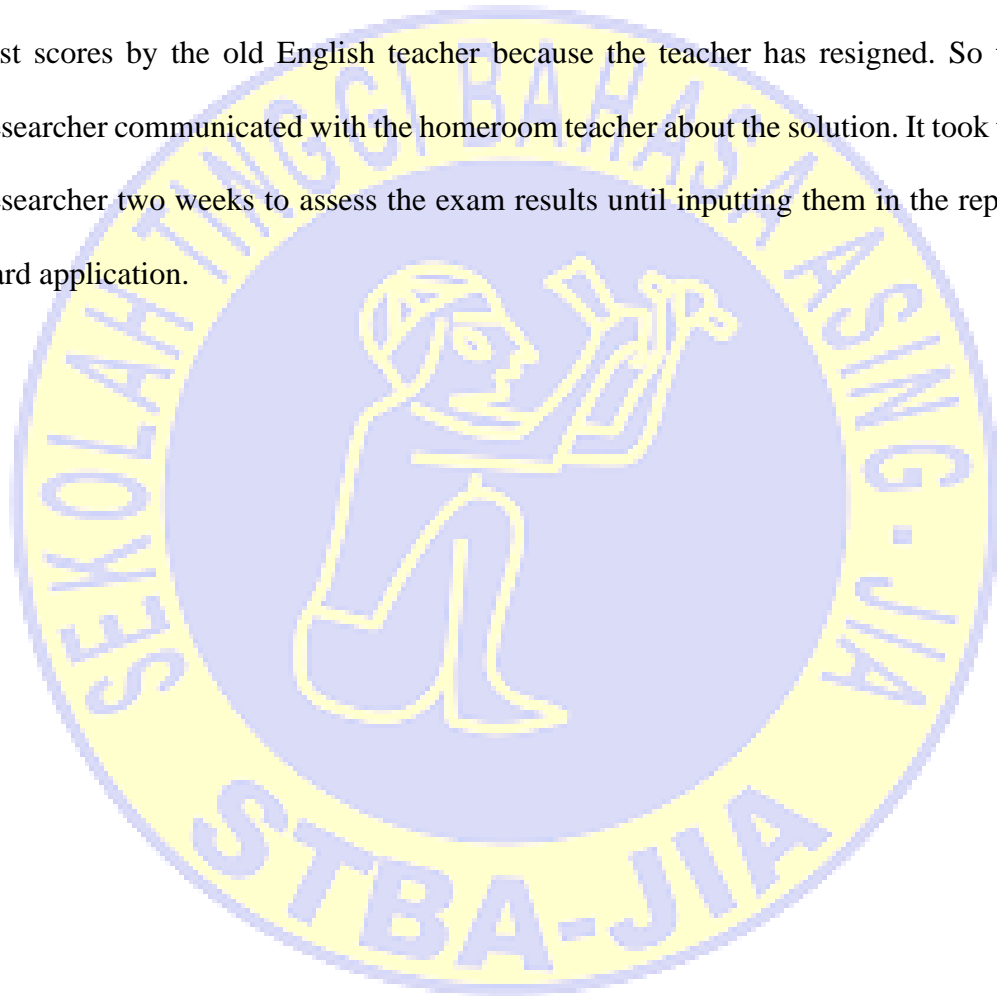 st scores by the old English teacher because the teacher has resigned. So
searcher communicated with the homeroom teacher about the solution. It took
searcher two weeks to assess the exam results until inputting them in the rep
ard application.
SEKOLAH TINGGI BAHASA ASING - JIA
STBA-JIA